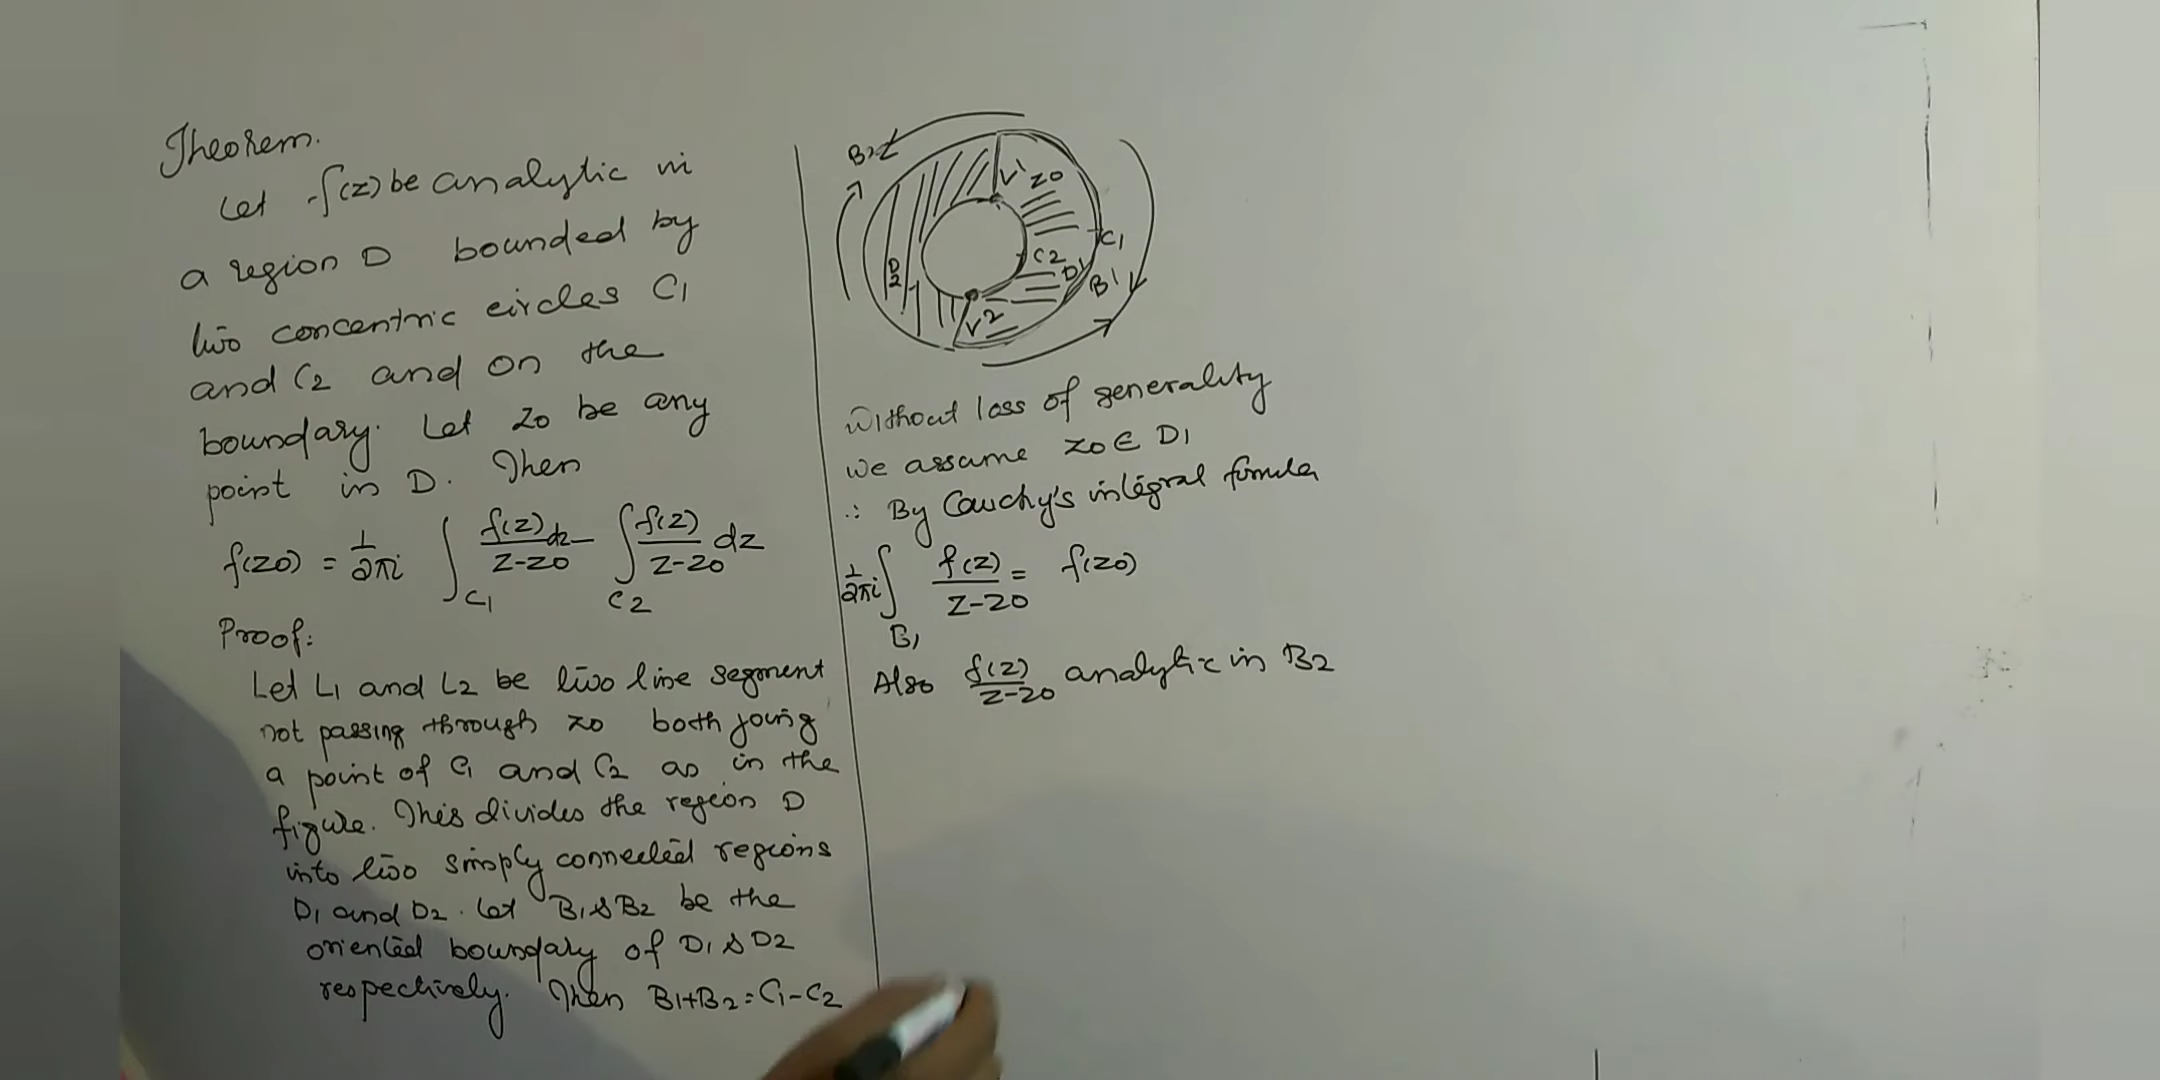 Theorem.
Let f(z) be analytic in
a region D bounded by
two concentric circles C1
and C2 and on the
boundary. Let z0 be any
point in D. Then
f(z0) = 1/2πi ∫C1 f(z)/z-z0 dz - ∫C2 f(z)/z-z0 dz
Proof:
Let L1 and L2 be two line segment
not passing through z0 both joing
a point of C1 and C2 as in the
figure. This divides the region D
into two simply connected regions
D1 and D2. Let B1 & B2 be the
oriented boundary of D1 & D2
respectively. Then B1+B2=C1-C2
B2
L1
z0
C1
C2
D2
D1
B1
L2
Without loss of generality
we assume z0 ∈ D1
∴ By Cauchy's integral formula
1/2πi ∫B1 f(z)/z-z0 = f(z0)
Also f(z)/z-z0 analytic in B2